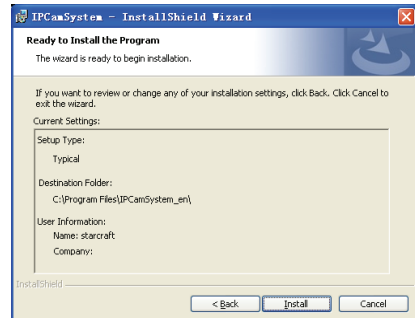 IPCamSystem - InstallShield Wizard
Ready to Install the Program
The wizard is ready to begin installation.
If you want to review or change any of your installation settings, click Back. Click Cancel to
exit the wizard.
Current Settings:
Setup Type:
Typical
Destination Folder:
C:\Program Files\IPCamSystem_en\
User Information:
Name: starcraft
Company:
InstallShield
< Back Install Cancel